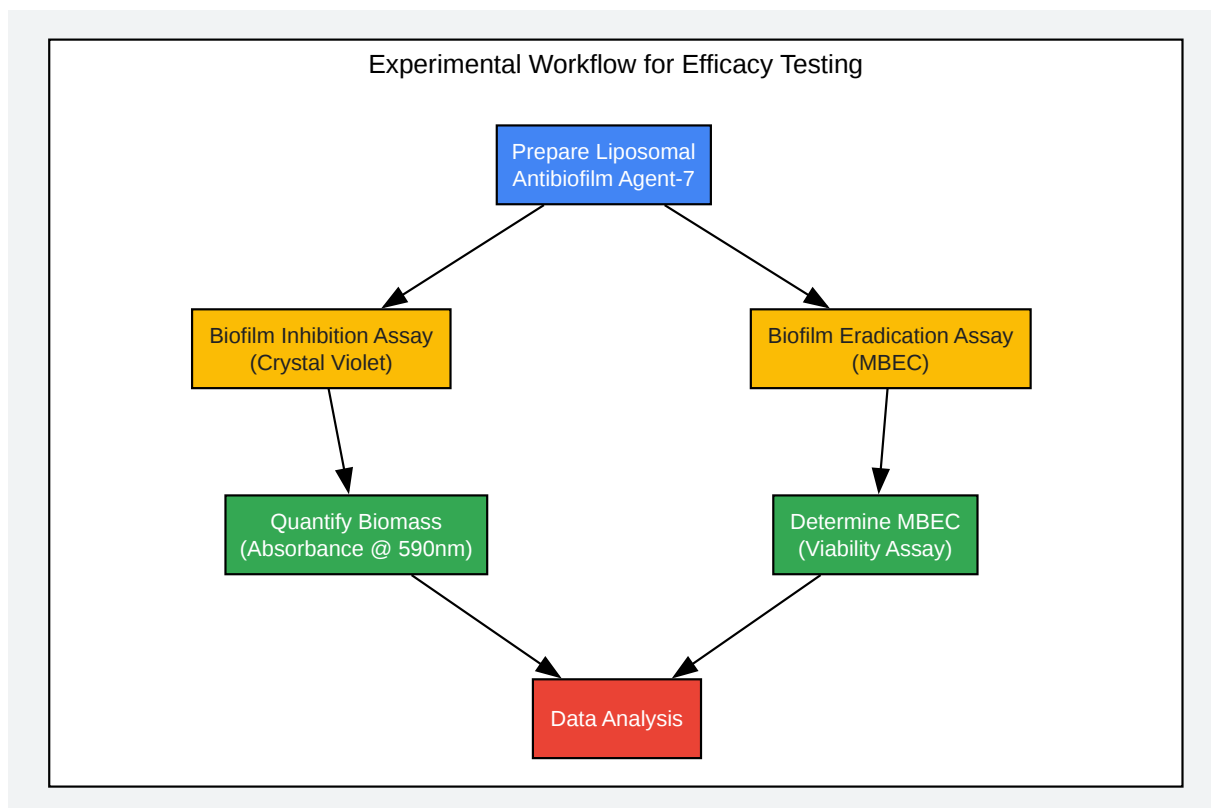 Experimental Workflow for Efficacy Testing
Prepare Liposomal
Antibiofilm Agent-7
Biofilm Inhibition Assay
(Crystal Violet)
Biofilm Eradication Assay
(MBEC)
Quantify Biomass
(Absorbance @ 590nm)
Determine MBEC
(Viability Assay)
Data Analysis